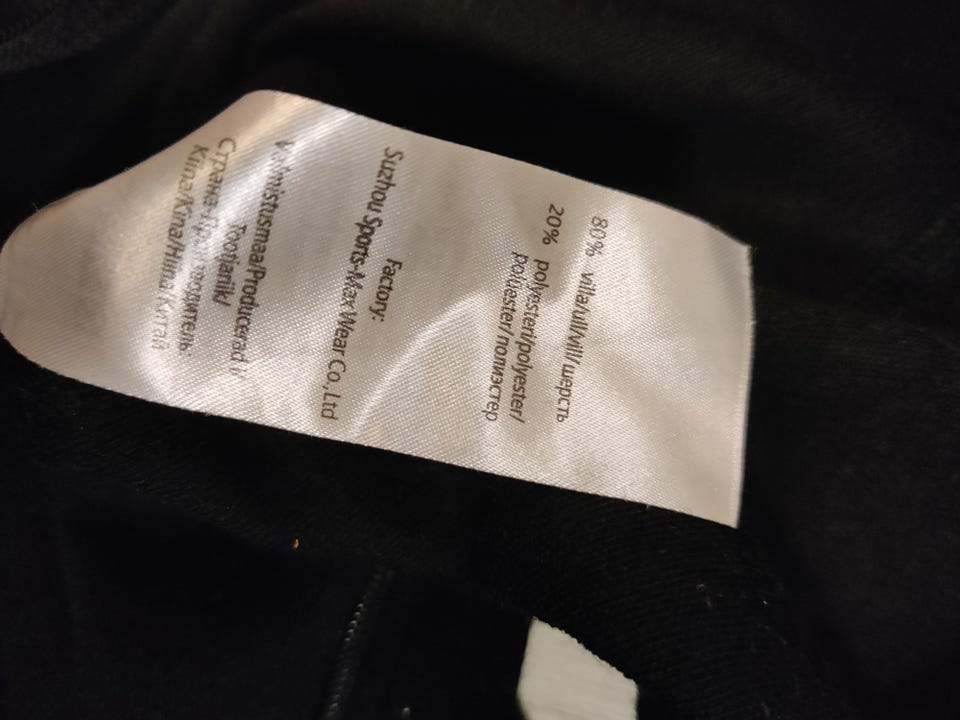 80% villa/ull/vill/шерсть
20% polyesteri/polyester/
polüester/полиэстер
Factory:
Suzhou Sports-Max Wear Co.,Ltd
Valmistusmaa/Producerad i/
Tootjariik/
Kiina/Kina/Hiina/Китай